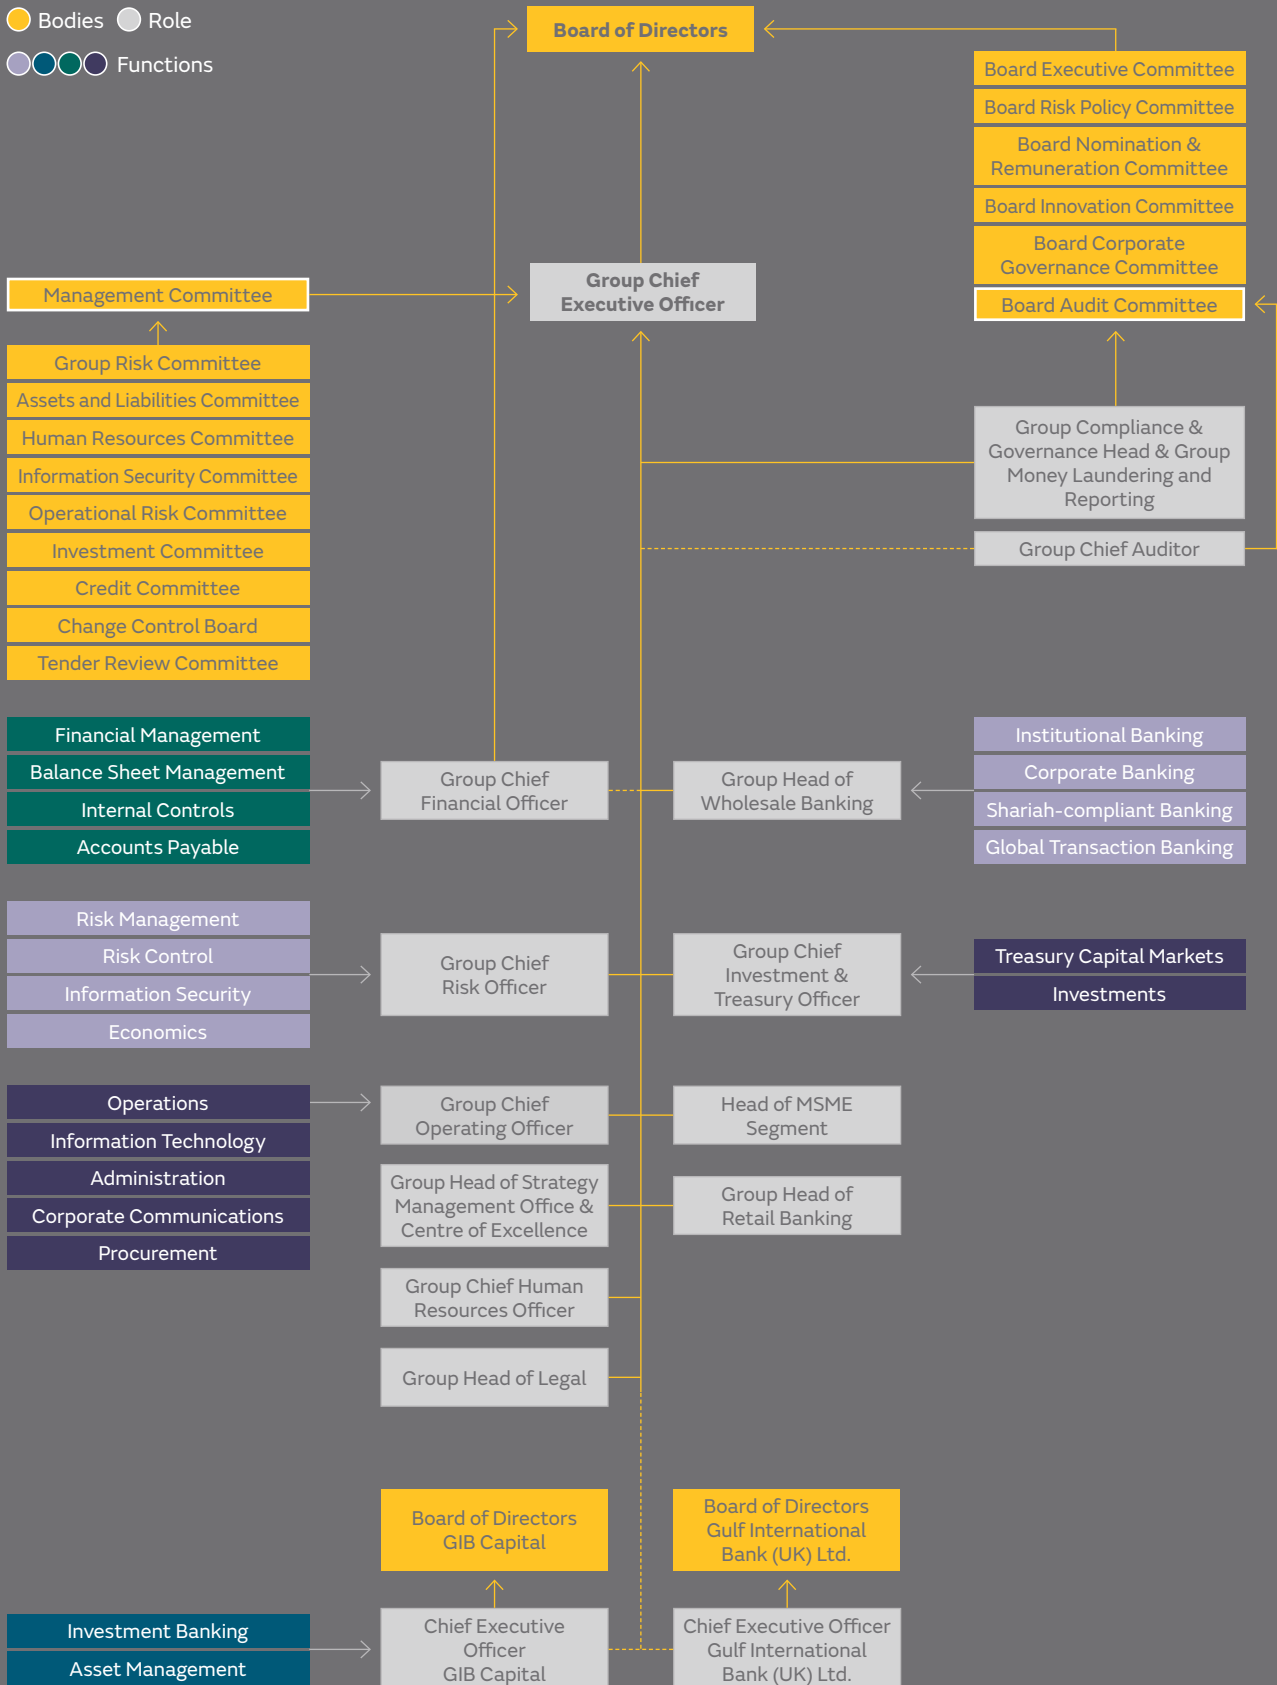 Bodies
Role
Functions
Board of Directors
Board Executive Committee
Board Risk Policy Committee
Board Nomination &
Remuneration Committee
Board Innovation Committee
Board Corporate
Governance Committee
Board Audit Committee
Group Chief
Executive Officer
Management Committee
Group Risk Committee
Assets and Liabilities Committee
Human Resources Committee
Information Security Committee
Operational Risk Committee
Investment Committee
Credit Committee
Change Control Board
Tender Review Committee
Group Compliance &
Governance Head & Group
Money Laundering and
Reporting
Group Chief Auditor
Financial Management
Balance Sheet Management
Internal Controls
Accounts Payable
Group Chief
Financial Officer
Group Head of
Wholesale Banking
Institutional Banking
Corporate Banking
Shariah-compliant Banking
Global Transaction Banking
Risk Management
Risk Control
Information Security
Economics
Group Chief
Risk Officer
Group Chief
Investment &
Treasury Officer
Treasury Capital Markets
Investments
Operations
Information Technology
Administration
Corporate Communications
Procurement
Group Chief
Operating Officer
Head of MSME
Segment
Group Head of Strategy
Management Office &
Centre of Excellence
Group Head of
Retail Banking
Group Chief Human
Resources Officer
Group Head of Legal
Board of Directors
GIB Capital
Board of Directors
Gulf International
Bank (UK) Ltd.
Investment Banking
Asset Management
Chief Executive
Officer
GIB Capital
Chief Executive Officer
Gulf International
Bank (UK) Ltd.